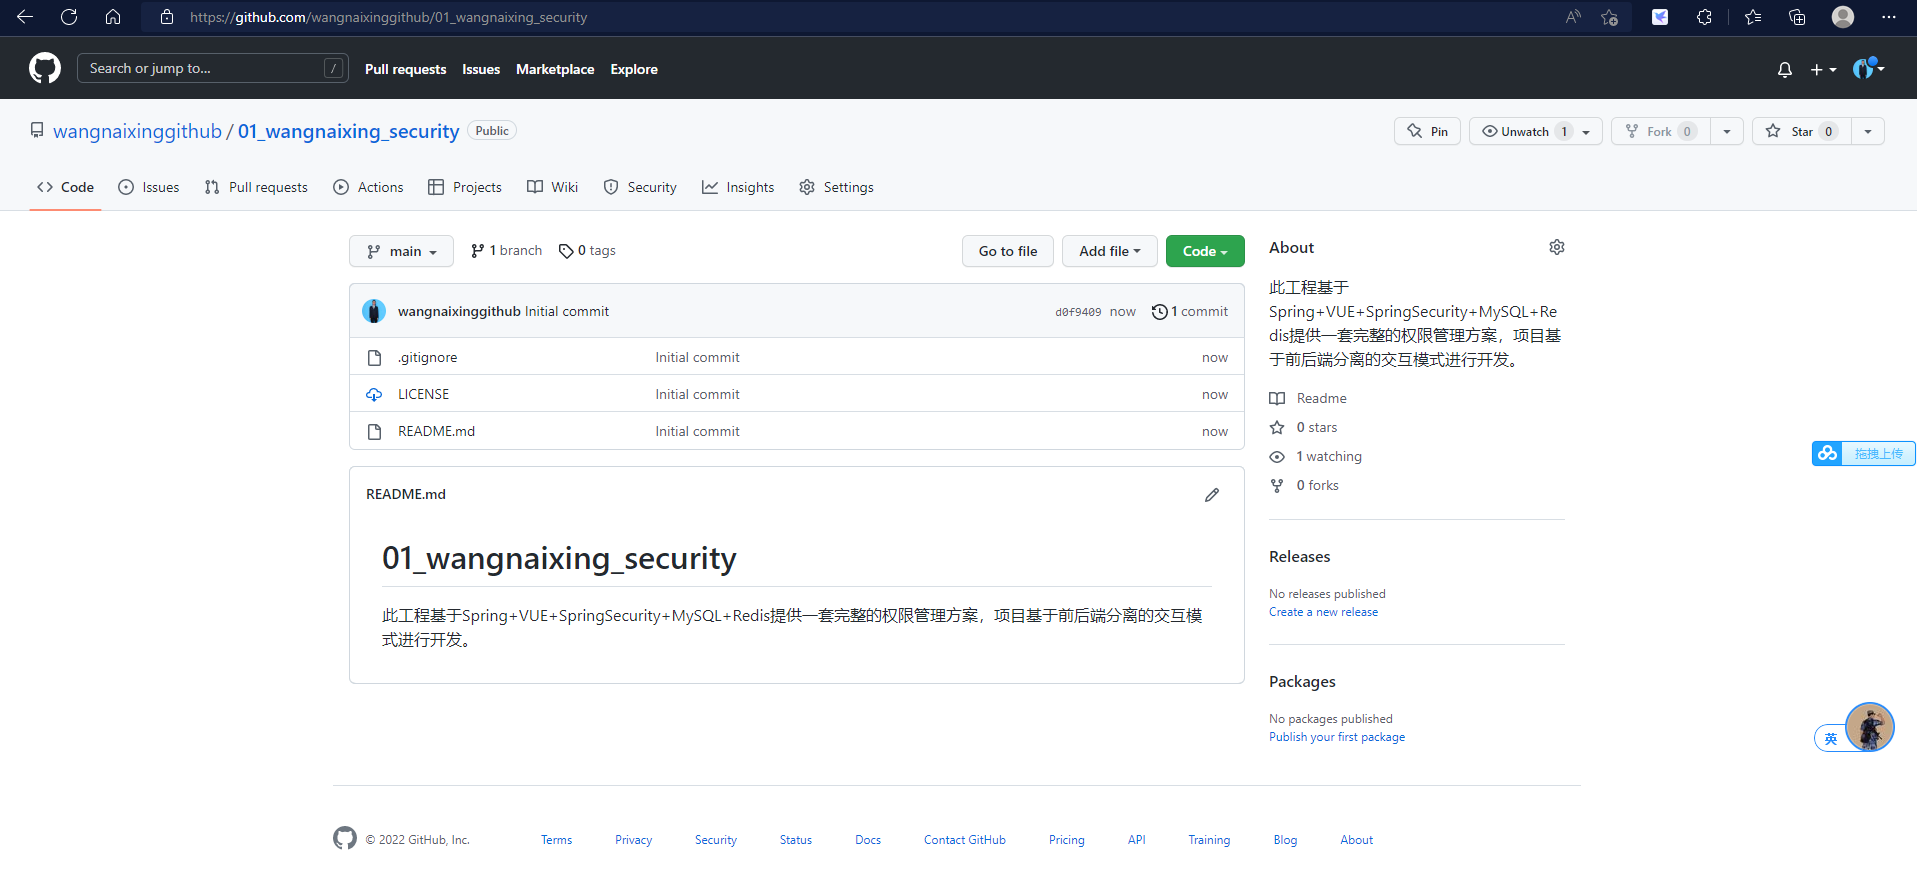 https://github.com/wangnaixinggithub/01_wangnaixing_security
Search or jump to... /
Pull requests Issues Marketplace Explore
wangnaixinggithub / 01_wangnaixing_security Public
Pin Unwatch 1 Fork 0 Star 0
Code Issues Pull requests Actions Projects Wiki Security Insights Settings
main 1 branch 0 tags Go to file Add file Code
wangnaixinggithub Initial commit d0f9409 now 1 commit
.gitignore Initial commit now
LICENSE Initial commit now
README.md Initial commit now
README.md
01_wangnaixing_security
此工程基于Spring+VUE+SpringSecurity+MySQL+Redis提供一套完整的权限管理方案，项目基于前后端分离的交互模
式进行开发。
About
此工程基于
Spring+VUE+SpringSecurity+MySQL+Re
dis提供一套完整的权限管理方案，项目基
于前后端分离的交互模式进行开发。
Readme
0 stars
1 watching
0 forks
Releases
No releases published
Create a new release
Packages
No packages published
Publish your first package
拖拽上传
英
© 2022 GitHub, Inc. Terms Privacy Security Status Docs Contact GitHub Pricing API Training Blog About